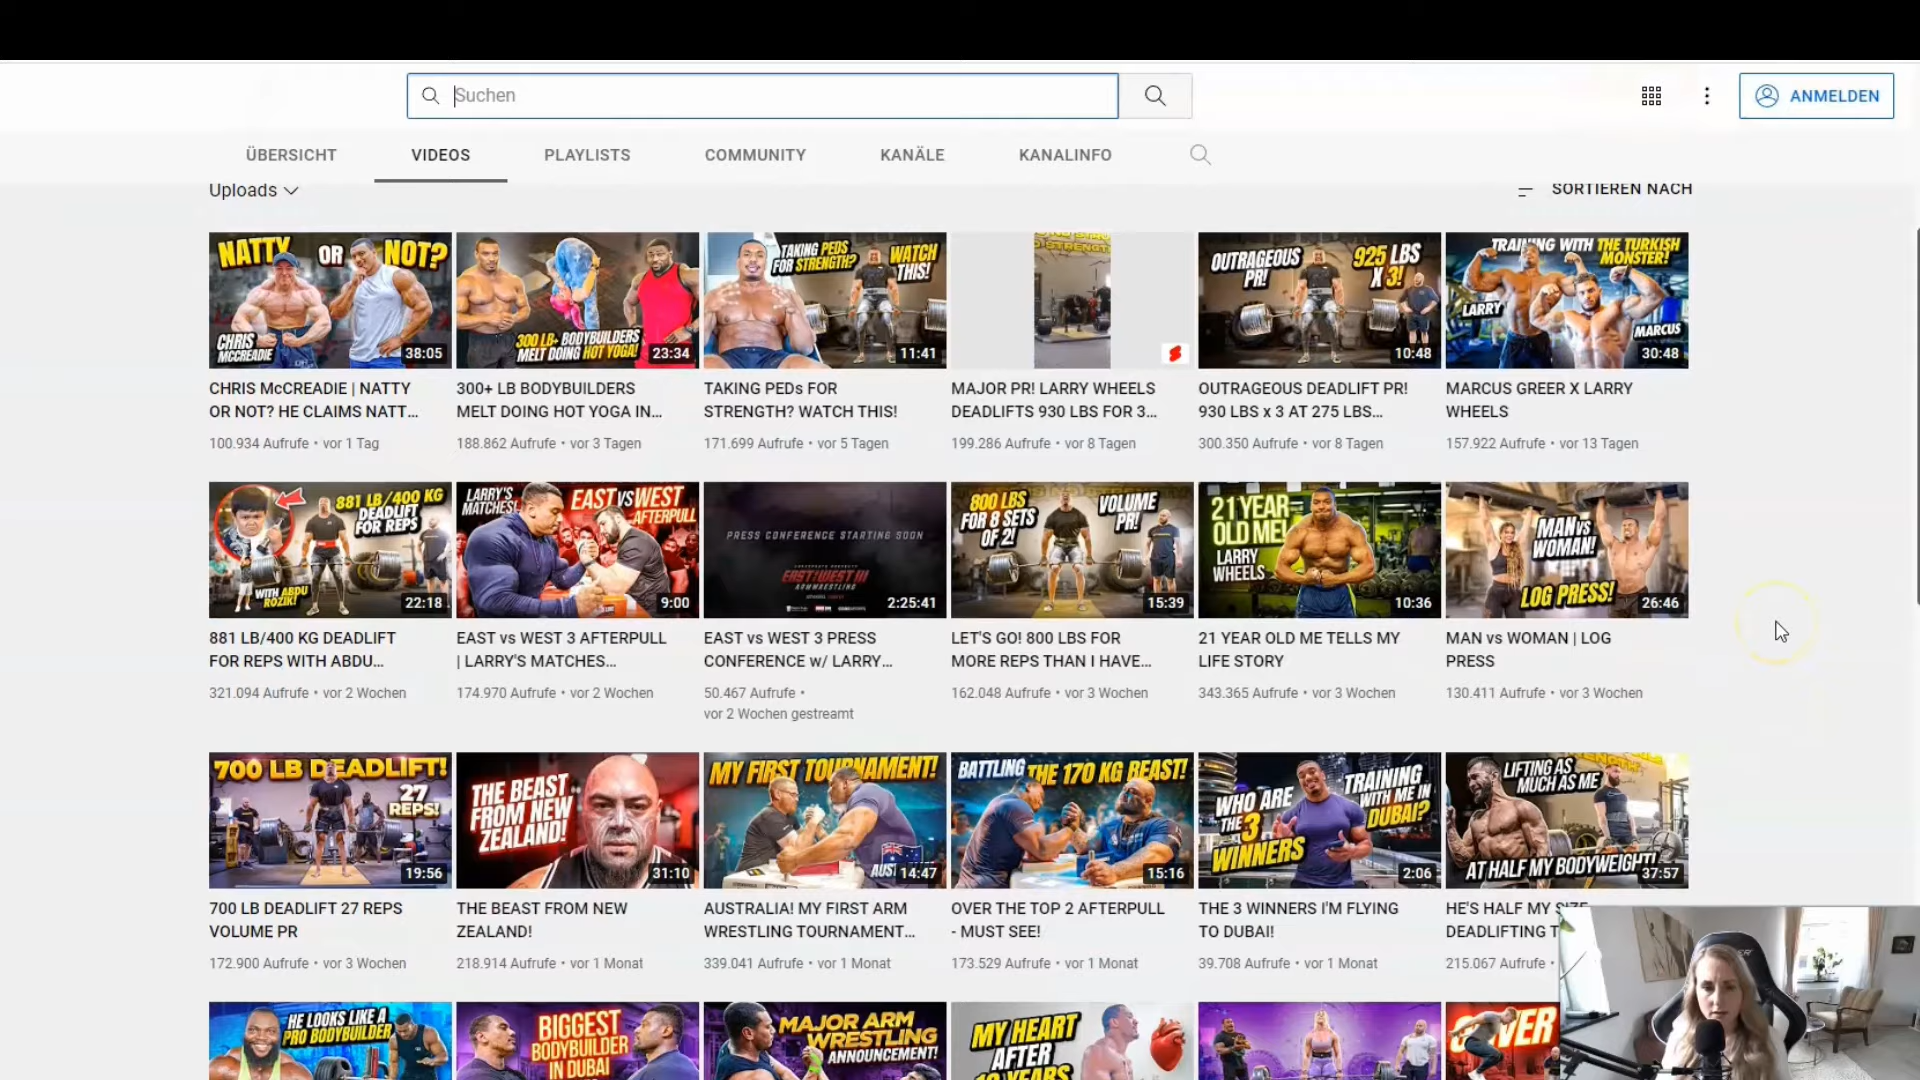 Suchen
ANMELDEN
ÜBERSICHT
VIDEOS
PLAYLISTS
COMMUNITY
KANÄLE
KANALINFO
Uploads
SORTIEREN NACH
NATTY OR NOT?
CHRIS
MCCREADIE
38:05
300 LB+ BODYBUILDERS
MELT DOING HOT YOGA!
23:34
TAKING PEDS
FOR STRENGTH?
WATCH
THIS!
11:41
OUTRAGEOUS
PR!
925 LBS
X 3!
10:48
TRAINING WITH THE TURKISH
MONSTER!
LARRY
MARCUS
30:48
CHRIS McCREADIE | NATTY
OR NOT? HE CLAIMS NATT...
100.934 Aufrufe • vor 1 Tag
300+ LB BODYBUILDERS
MELT DOING HOT YOGA IN...
188.862 Aufrufe • vor 3 Tagen
TAKING PEDs FOR
STRENGTH? WATCH THIS!
171.699 Aufrufe • vor 5 Tagen
MAJOR PR! LARRY WHEELS
DEADLIFTS 930 LBS FOR 3...
199.286 Aufrufe • vor 8 Tagen
OUTRAGEOUS DEADLIFT PR!
930 LBS x 3 AT 275 LBS...
300.350 Aufrufe • vor 8 Tagen
MARCUS GREER X LARRY
WHEELS
157.922 Aufrufe • vor 13 Tagen
881 LB/400 KG
DEADLIFT
FOR REPS
WITH ABDU
ROZIK!
22:18
LARRY'S
MATCHES!
EAST VS WEST
AFTERPULL
9:00
PRESS CONFERENCE STARTING SOON
EAST VS WEST III
ARMWRESTLING
2:25:41
800 LBS
FOR 8 SETS
OF 2!
VOLUME
PR!
15:39
21 YEAR
OLD ME!
LARRY
WHEELS
10:36
MAN VS
WOMAN!
LOG PRESS!
26:46
881 LB/400 KG DEADLIFT
FOR REPS WITH ABDU...
321.094 Aufrufe • vor 2 Wochen
EAST vs WEST 3 AFTERPULL
| LARRY'S MATCHES...
174.970 Aufrufe • vor 2 Wochen
EAST vs WEST 3 PRESS
CONFERENCE w/ LARRY...
50.467 Aufrufe •
vor 2 Wochen gestreamt
LET'S GO! 800 LBS FOR
MORE REPS THAN I HAVE...
162.048 Aufrufe • vor 3 Wochen
21 YEAR OLD ME TELLS MY
LIFE STORY
343.365 Aufrufe • vor 3 Wochen
MAN vs WOMAN | LOG
PRESS
130.411 Aufrufe • vor 3 Wochen
700 LB DEADLIFT!
27
REPS!
19:56
THE BEAST
FROM NEW
ZEALAND!
31:10
MY FIRST TOURNAMENT!
AUST
14:47
BATTLING THE 170 KG BEAST!
15:16
WHO ARE
THE 3
WINNERS
TRAINING
WITH ME IN
DUBAI?
2:06
LIFTING AS
MUCH AS ME
AT HALF MY BODYWEIGHT!
37:57
700 LB DEADLIFT 27 REPS
VOLUME PR
172.900 Aufrufe • vor 3 Wochen
THE BEAST FROM NEW
ZEALAND!
218.914 Aufrufe • vor 1 Monat
AUSTRALIA! MY FIRST ARM
WRESTLING TOURNAMENT...
339.041 Aufrufe • vor 1 Monat
OVER THE TOP 2 AFTERPULL
- MUST SEE!
173.529 Aufrufe • vor 1 Monat
THE 3 WINNERS I'M FLYING
TO DUBAI!
39.708 Aufrufe • vor 1 Monat
HE'S HALF MY SIZE
DEADLIFTING T
215.067 Aufrufe •
HE LOOKS LIKE A
PRO BODYBUILDER
BIGGEST
BODYBUILDER
IN DUBAI
MAJOR ARM
WRESTLING
ANNOUNCEMENT!
MY HEART
AFTER
10 YEARS